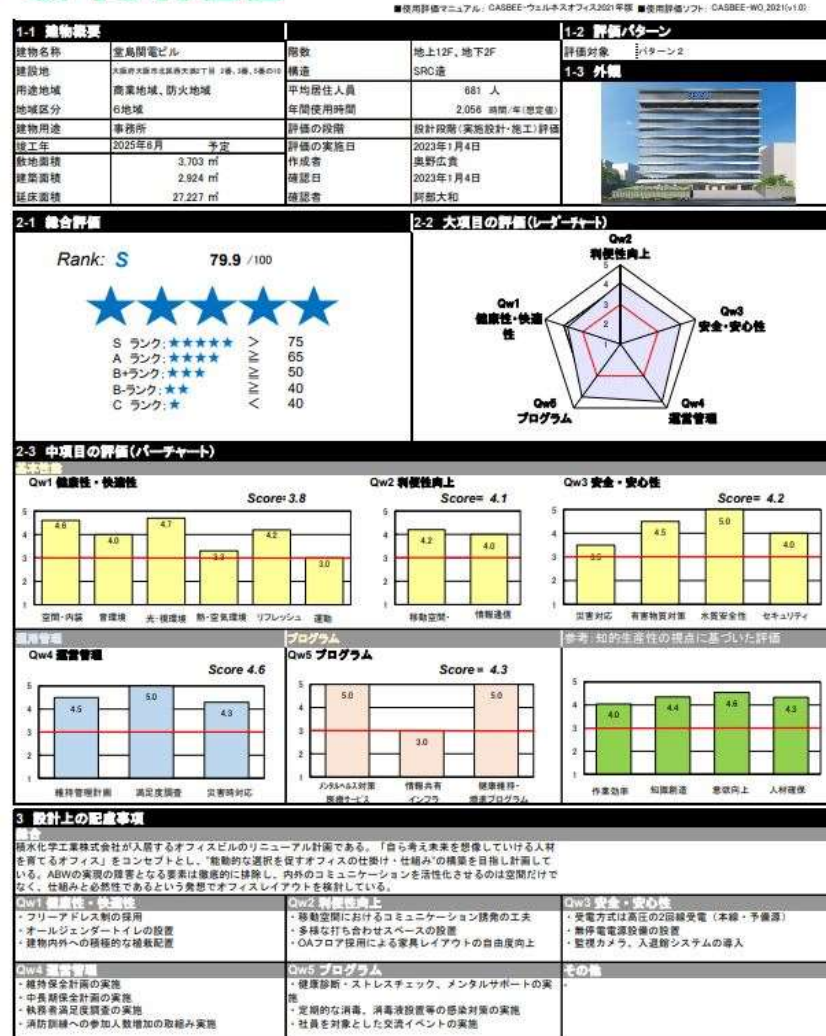 ■使用評価マニュアル: CASBEE-ウェルネスオフィス2021年版 ■使用評価ソフト: CASBEE-WO_2021(v1.0)
1-1 建物概要
1-2 評価パターン
建物名称 堂島関電ビル 階数 地上12F、地下2F 評価対象 パターン2
建設地 構造 SRC造 1-3 外観
用途地域 商業地域、防火地域 平均居住人員 681 人
地域区分 6地域 年間使用時間 2,056 時間/年(想定値)
建物用途 事務所 評価の段階 設計段階(実施設計・施工)評価
竣工年 2025年6月 予定 評価の実施日 2023年1月4日
敷地面積 3,703 ㎡ 作成者 奥野広貴
建築面積 2,924 ㎡ 確認日 2023年1月4日
延床面積 27,227 ㎡ 確認者 阿部大和
2-1 総合評価
2-2 大項目の評価(レーダーチャート)
Rank: S 79.9 /100
S ランク:★★★★★ > 75
A ランク:★★★★ ≧ 65
B+ランク:★★★ ≧ 50
B-ランク:★★ ≧ 40
C ランク:★ < 40
Qw2
利便性向上
5
4
3
2
1
Qw1
健康性・快適
性
Qw3
安全・安心性
Qw5
プログラム
Qw4
運営管理
2-3 中項目の評価(バーチャート)
基本性能
Qw1 健康性・快適性
Score= 3.8
5
4
3
2
1
4.6 4.0 4.7 3.3 4.2 3.0
空間・内装 音環境 光・視環境 熱・空気環境 リフレッシュ 運動
Qw2 利便性向上
Score= 4.1
5
4
3
2
1
4.2 4.0
移動空間・ 情報通信
Qw3 安全・安心性
Score= 4.2
5
4
3
2
1
3.5 4.5 5.0 4.0
災害対応 有害物質対策 水質安全性 セキュリティ
運用管理
Qw4 運営管理
Score 4.6
5
4
3
2
1
4.5 5.0 4.3
維持管理計画 満足度調査 災害時対応
プログラム
Qw5 プログラム
Score = 4.3
5
4
3
2
1
5.0 3.0 5.0
メンタルヘルス対策 情報共有 健康維持・
医療サービス インフラ 増進プログラム
参考: 知的生産性の視点に基づいた評価
5
4
3
2
1
4.0 4.4 4.6 4.3
作業効率 知識創造 意欲向上 人材確保
3 設計上の配慮事項
総合
積水化学工業株式会社が入居するオフィスビルのリニューアル計画である。「自ら考え未来を想像していける人材
を育てるオフィス」をコンセプトとし、"能動的な選択を促すオフィスの仕掛け・仕組み"の構築を目指し計画して
いる。ABWの実現の障害となる要素は徹底的に排除し、内外のコミュニケーションを活性化させるのは空間だけで
なく、仕組みと必然性であるという発想でオフィスレイアウトを検討している。
Qw1 健康性・快適性
・フリーアドレス制の採用
・オールジェンダートイレの設置
・建物内外への積極的な植栽配置
Qw2 利便性向上
・移動空間におけるコミュニケーション誘発の工夫
・多様な打ち合わせスペースの設置
・OAフロア採用による家具レイアウトの自由度向上
Qw3 安全・安心性
・受電方式は高圧の2回線受電(本線・予備源)
・無停電電源設備の設置
・監視カメラ、入退館システムの導入
Qw4 運営管理
・維持保全計画の実施
・中長期保全計画の実施
・執務者満足度調査の実施
・消防訓練への参加人数増加の取組み実施
Qw5 プログラム
・健康診断・ストレスチェック、メンタルサポートの実
施
・定期的な消毒、消毒液設置等の感染対策の実施
・社員を対象とした交流イベントの実施
その他
-